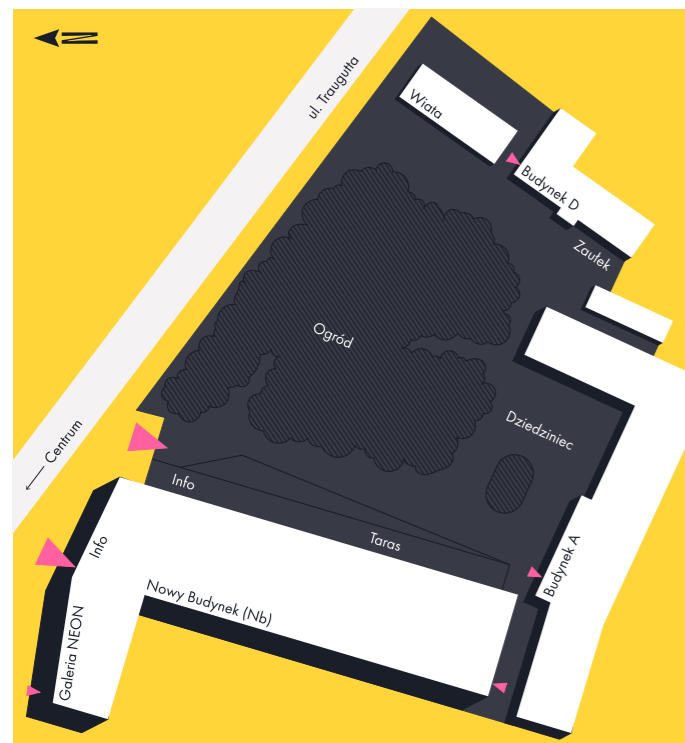 N
ul. Traugutta
Wiata
Budynek D
Zaułek
Ogród
Dziedziniec
← Centrum
Info
Taras
Info
Nowy Budynek (Nb)
Budynek A
Galeria NEON